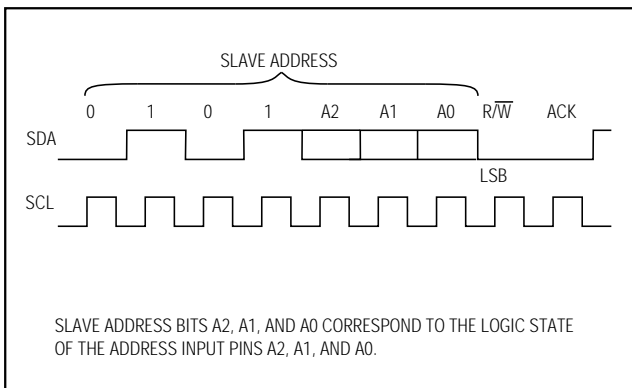 SLAVE ADDRESS
0 1 0 1 A2 A1 A0 R/W ACK
SDA
LSB
SCL
SLAVE ADDRESS BITS A2, A1, AND A0 CORRESPOND TO THE LOGIC STATE
OF THE ADDRESS INPUT PINS A2, A1, AND A0.